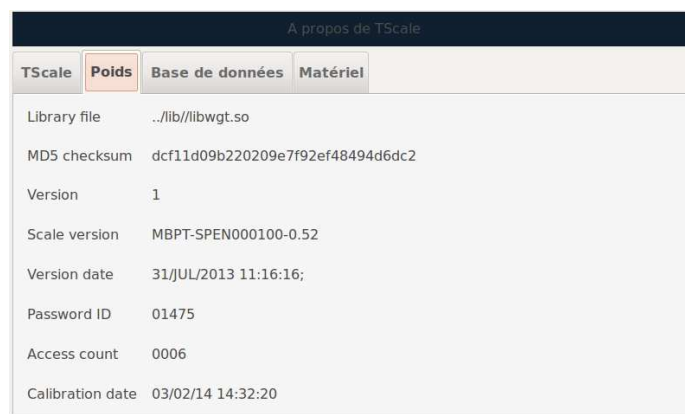 A propos de TScale
TScale Poids Base de données Matériel
Library file ../lib//libwgt.so
MD5 checksum dcf11d09b220209e7f92ef48494d6dc2
Version 1
Scale version MBPT-SPEN000100-0.52
Version date 31/JUL/2013 11:16:16;
Password ID 01475
Access count 0006
Calibration date 03/02/14 14:32:20